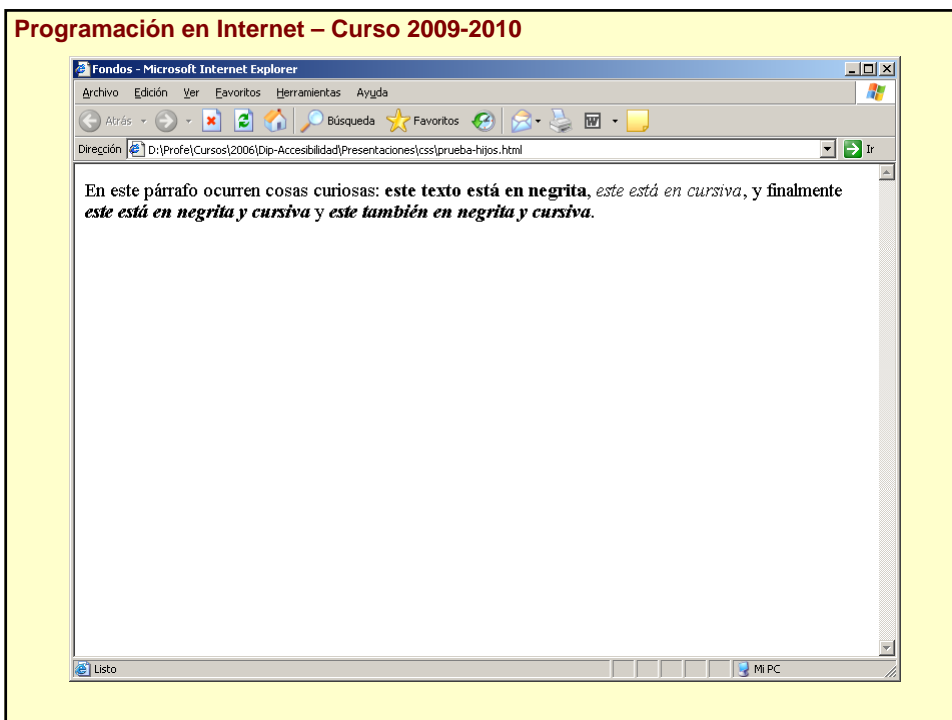 Programación en Internet – Curso 2009-2010
Fondos - Microsoft Internet Explorer
Archivo Edición Ver Favoritos Herramientas Ayuda
Atrás Búsqueda Favoritos
Dirección D:\Profe\Cursos\2006\Dip-Accesibilidad\Presentaciones\css\prueba-hijos.html Ir
En este párrafo ocurren cosas curiosas: este texto está en negrita, este está en cursiva, y finalmente
este está en negrita y cursiva y este también en negrita y cursiva.
Listo Mi PC